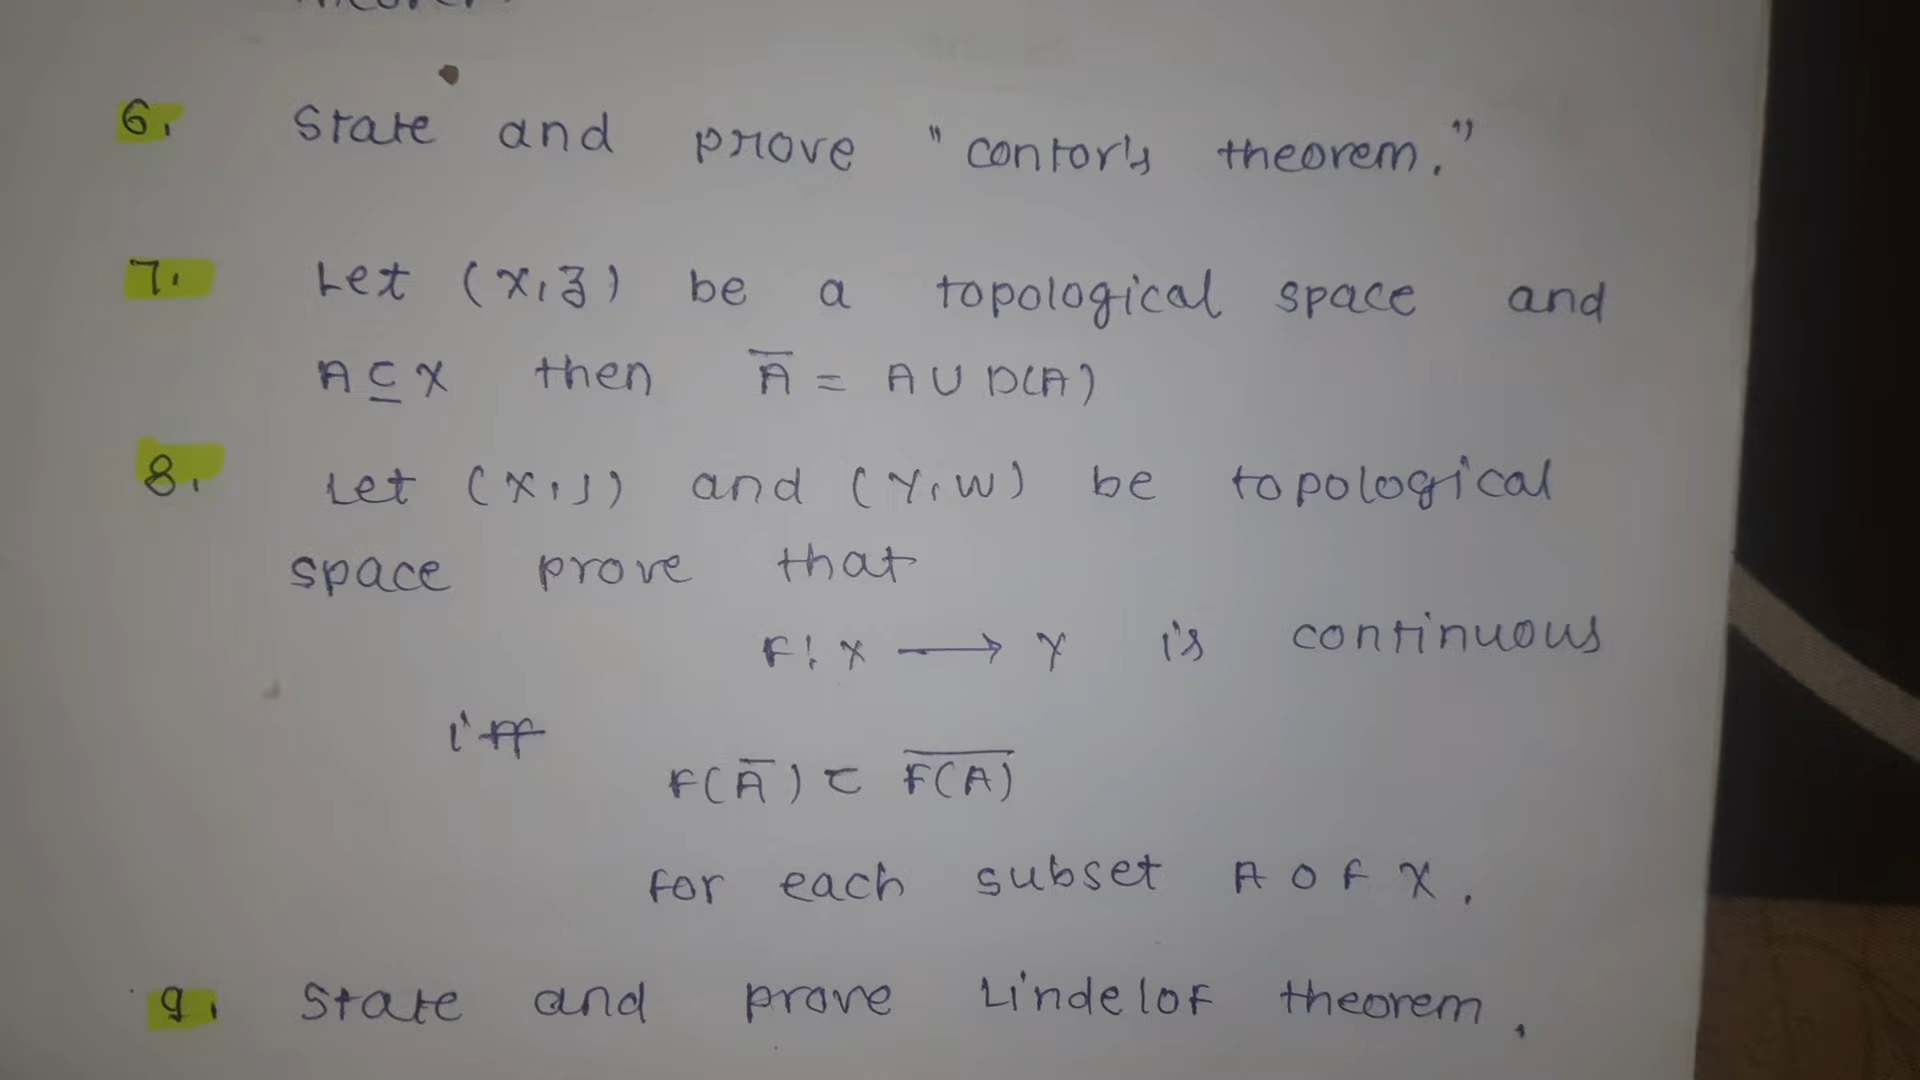 6. State and prove "contor's theorem."
7. Let (X, ℨ) be a topological space and
A ⊆ X then A̅ = A ∪ D(A)
8. Let (X, J) and (Y, W) be topological
space prove that
F: X ⟶ Y is continuous
iff
F(A̅) ⊂ \overline{F(A)}
for each subset A of X.
9. State and prove Lindelof theorem.